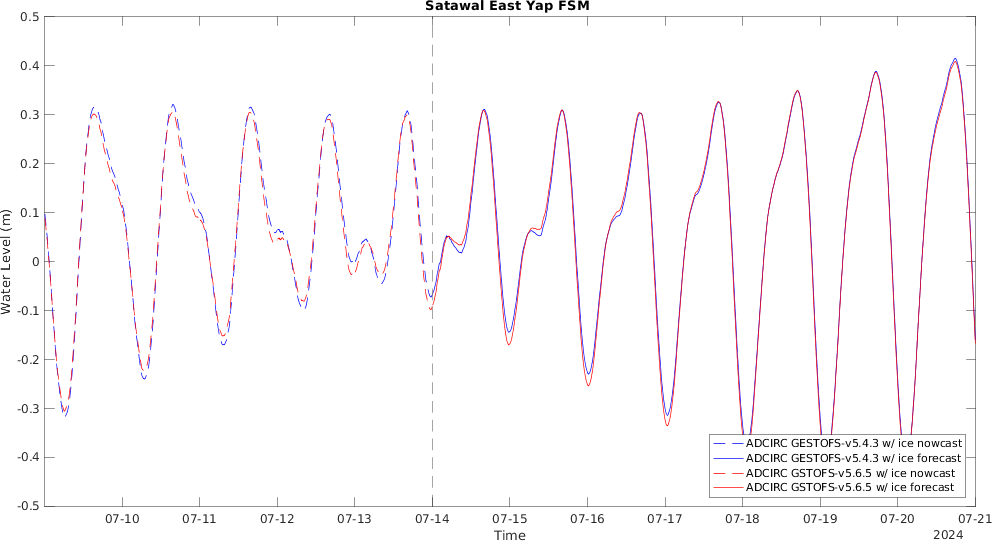 Satawal East Yap FSM
0.5
0.4
0.3
0.2
0.1
0
-0.1
-0.2
-0.3
-0.4
-0.5
Water Level (m)
ADCIRC GESTOFS-v5.4.3 w/ ice nowcast
ADCIRC GESTOFS-v5.4.3 w/ ice forecast
ADCIRC GSTOFS-v5.6.5 w/ ice nowcast
ADCIRC GSTOFS-v5.6.5 w/ ice forecast
07-10 07-11 07-12 07-13 07-14 07-15 07-16 07-17 07-18 07-19 07-20 07-21
Time
2024